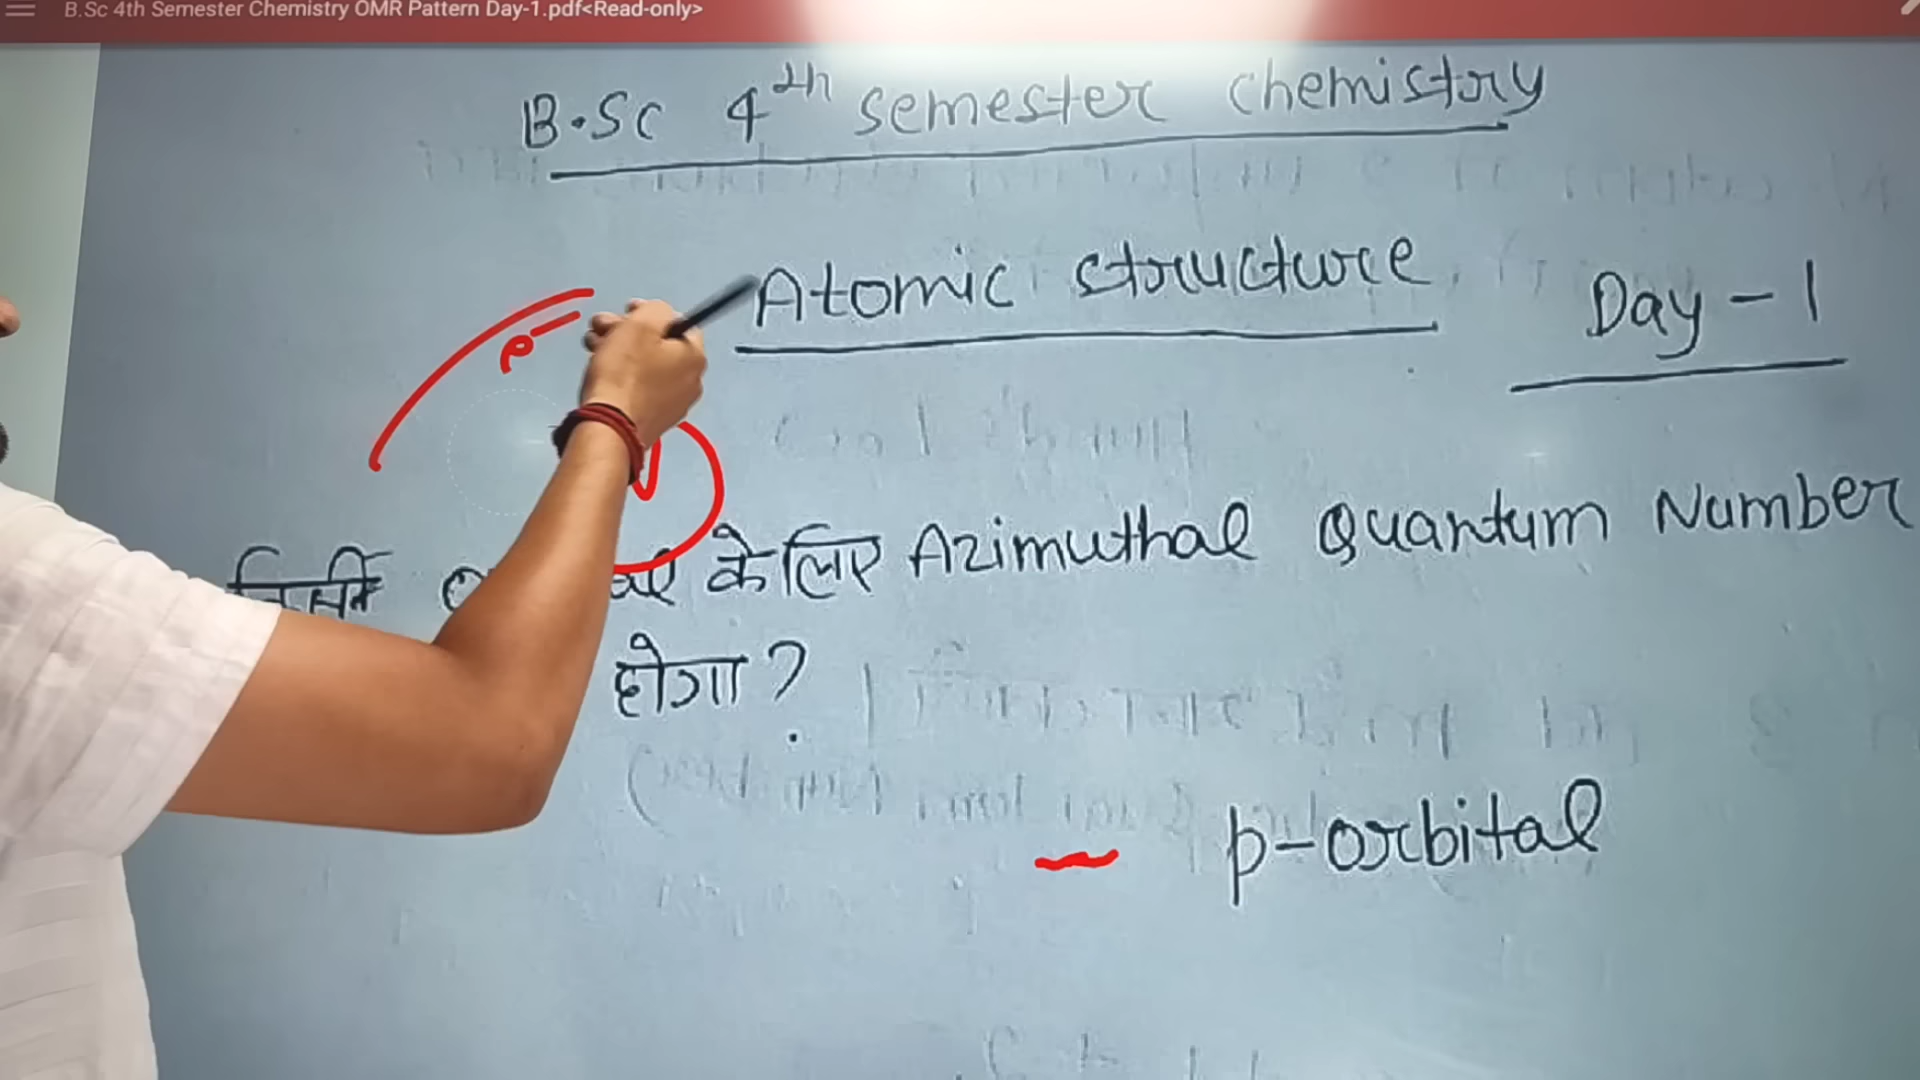 B.Sc 4th Semester Chemistry OMR Pattern Day-1.pdf<Read-only>
B.Sc 4th semester chemistry
Atomic structure
Day-1
e-
के लिए Azimuthal Quantum Number
होगा?
p-orbital